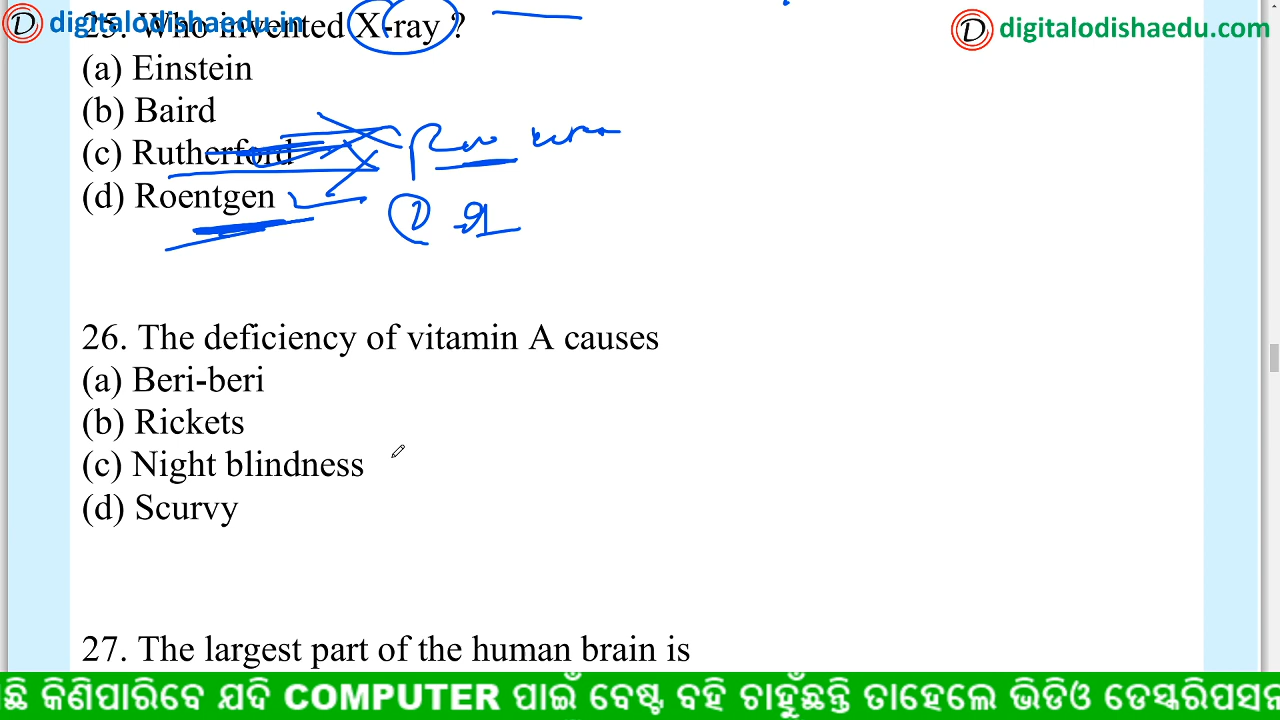 25. Who invented X-ray ?
digitalodishaedu.in
digitalodishaedu.com
(a) Einstein
(b) Baird
(c) Rutherford
(d) Roentgen
26. The deficiency of vitamin A causes
(a) Beri-beri
(b) Rickets
(c) Night blindness
(d) Scurvy
27. The largest part of the human brain is
ଛି କିଣିପାରିବେ ଯଦି COMPUTER ପାଇଁ ବେଷ୍ଟ ବହି ଚାହୁଁଛନ୍ତି ତାହେଲେ ଭିଡିଓ ଡେସ୍କରିପସନ